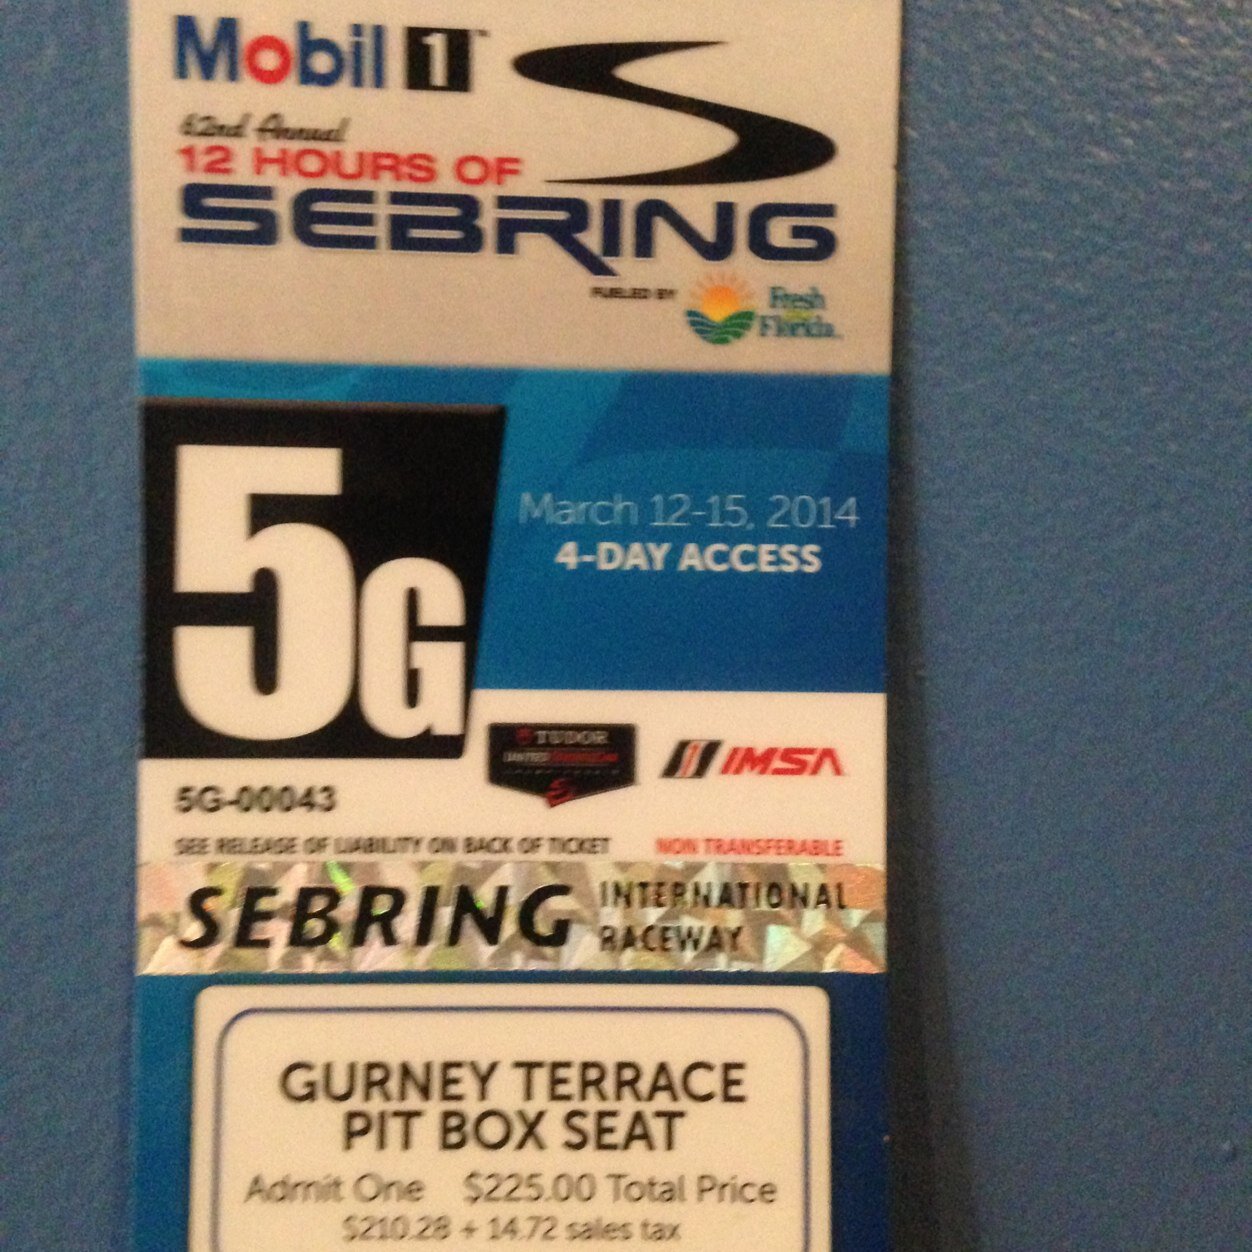 Mobil 1
62nd Annual
12 HOURS OF
SEBRING
FUELED BY
Fresh
Florida
5G
March 12-15, 2014
4-DAY ACCESS
TUDOR
IMSA
5G-00043
SEE RELEASE OF LIABILITY ON BACK OF TICKET NON TRANSFERABLE
SEBRING INTERNATIONAL
RACEWAY
GURNEY TERRACE
PIT BOX SEAT
Admit One $225.00 Total Price
$210.28 + 14.72 sales tax